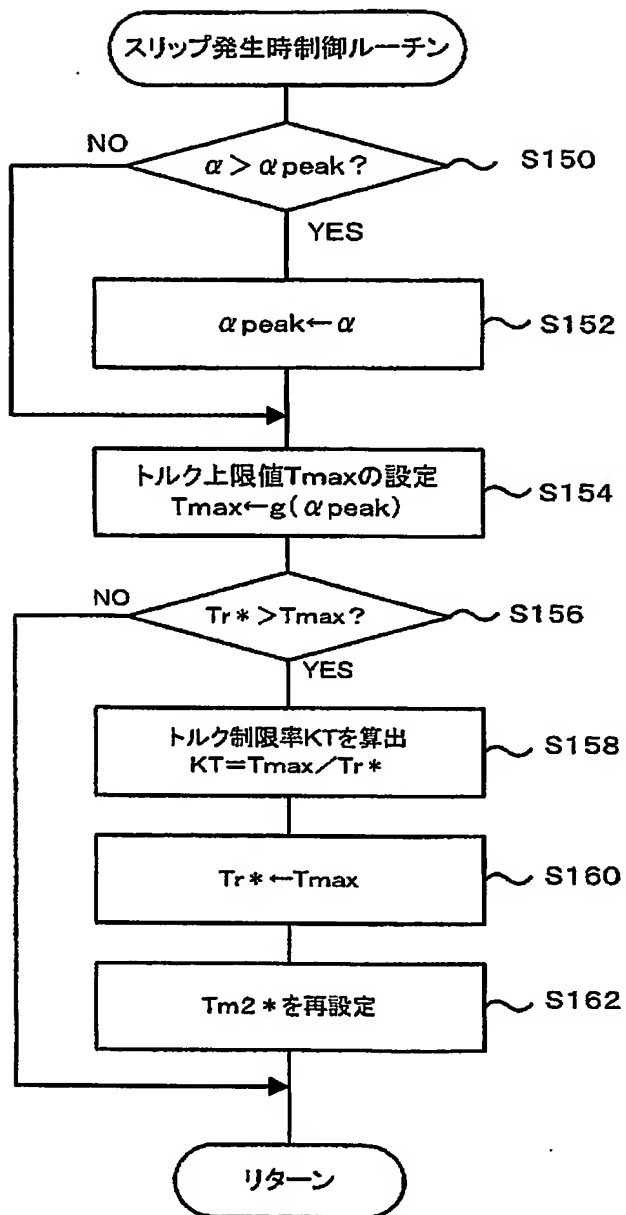 スリップ発生時制御ルーチン
NO
α > α peak?
S150
YES
α peak←α
S152
トルク上限値Tmaxの設定
Tmax←g(α peak)
S154
NO
Tr*>Tmax?
S156
YES
トルク制限率KTを算出
KT=Tmax/Tr*
S158
Tr*←Tmax
S160
Tm2*を再設定
S162
リターン